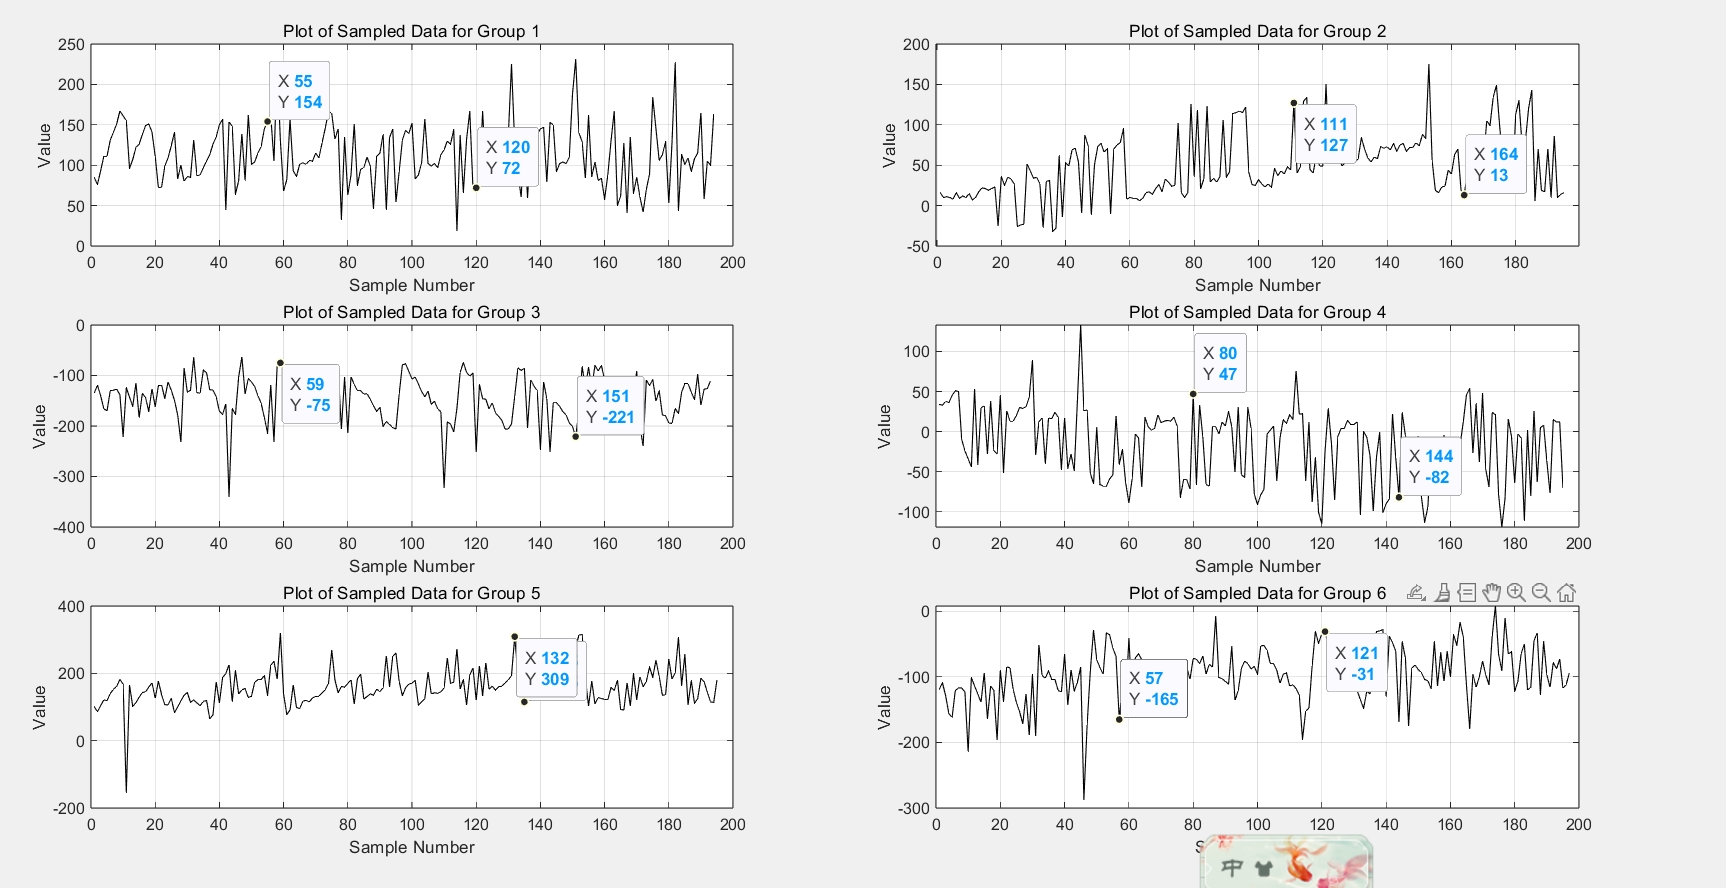 Plot of Sampled Data for Group 1
250
200
150
100
50
0
Value
X 55
Y 154
X 120
Y 72
0 20 40 60 80 100 120 140 160 180 200
Sample Number
Plot of Sampled Data for Group 2
200
150
100
50
0
-50
Value
X 111
Y 127
X 164
Y 13
0 20 40 60 80 100 120 140 160 180
Sample Number
Plot of Sampled Data for Group 3
0
-100
-200
-300
-400
Value
X 59
Y -75
X 151
Y -221
0 20 40 60 80 100 120 140 160 180 200
Sample Number
Plot of Sampled Data for Group 4
100
50
0
-50
-100
Value
X 80
Y 47
X 144
Y -82
0 20 40 60 80 100 120 140 160 180 200
Sample Number
Plot of Sampled Data for Group 5
400
200
0
-200
Value
X 132
Y 309
0 20 40 60 80 100 120 140 160 180 200
Sample Number
Plot of Sampled Data for Group 6
0
-100
-200
-300
Value
X 57
Y -165
X 121
Y -31
0 20 40 60 80 100 120 140 160 180 200
S
中